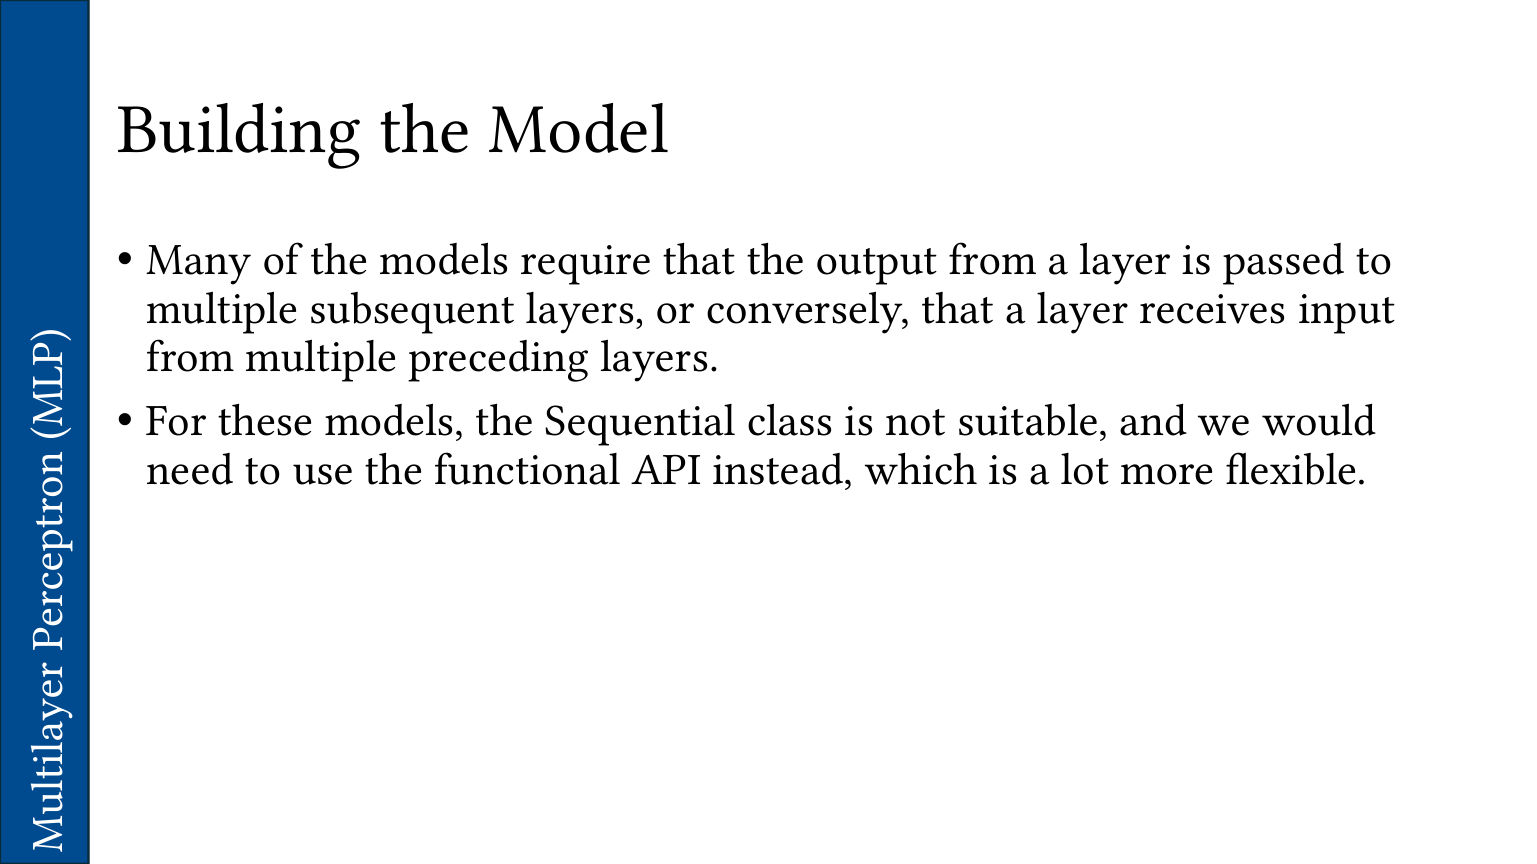 Building the Model
• Many of the models require that the output from a layer is passed to
multiple subsequent layers, or conversely, that a layer receives input
from multiple preceding layers.
• For these models, the Sequential class is not suitable, and we would
need to use the functional API instead, which is a lot more flexible.
Multilayer Perceptron (MLP)